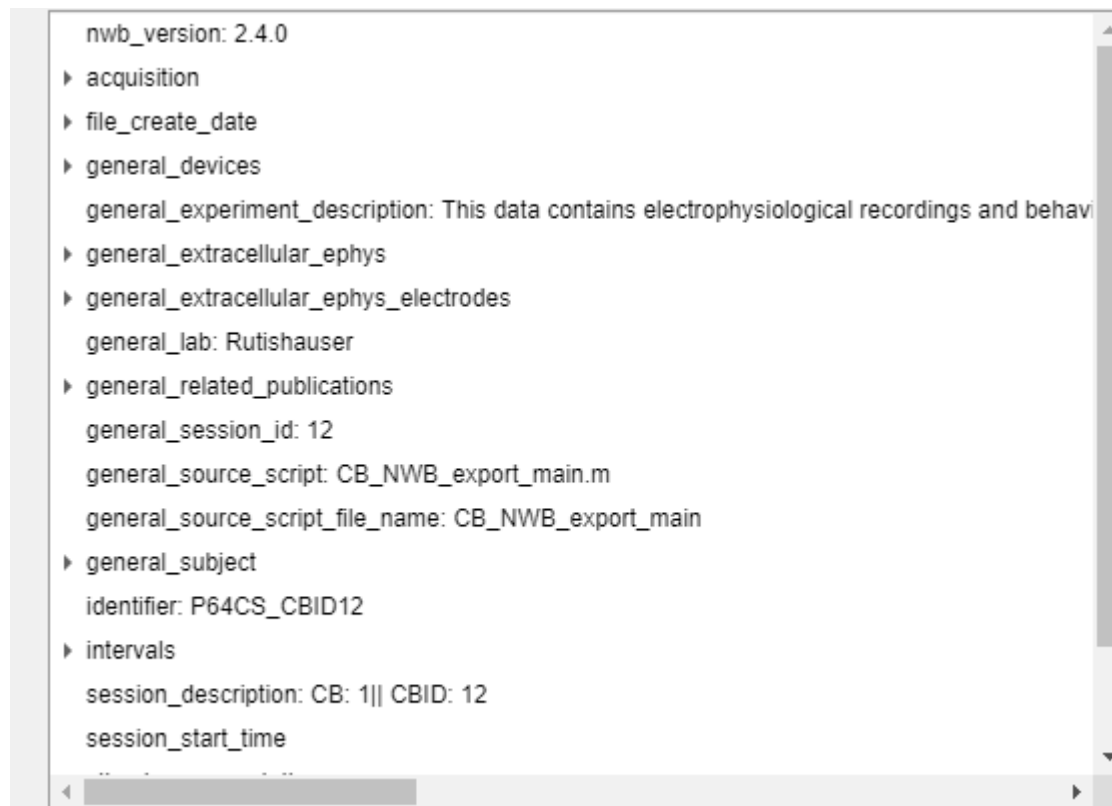 nwb_version: 2.4.0
acquisition
file_create_date
general_devices
general_experiment_description: This data contains electrophysiological recordings and behavi
general_extracellular_ephys
general_extracellular_ephys_electrodes
general_lab: Rutishauser
general_related_publications
general_session_id: 12
general_source_script: CB_NWB_export_main.m
general_source_script_file_name: CB_NWB_export_main
general_subject
identifier: P64CS_CBID12
intervals
session_description: CB: 1|| CBID: 12
session_start_time